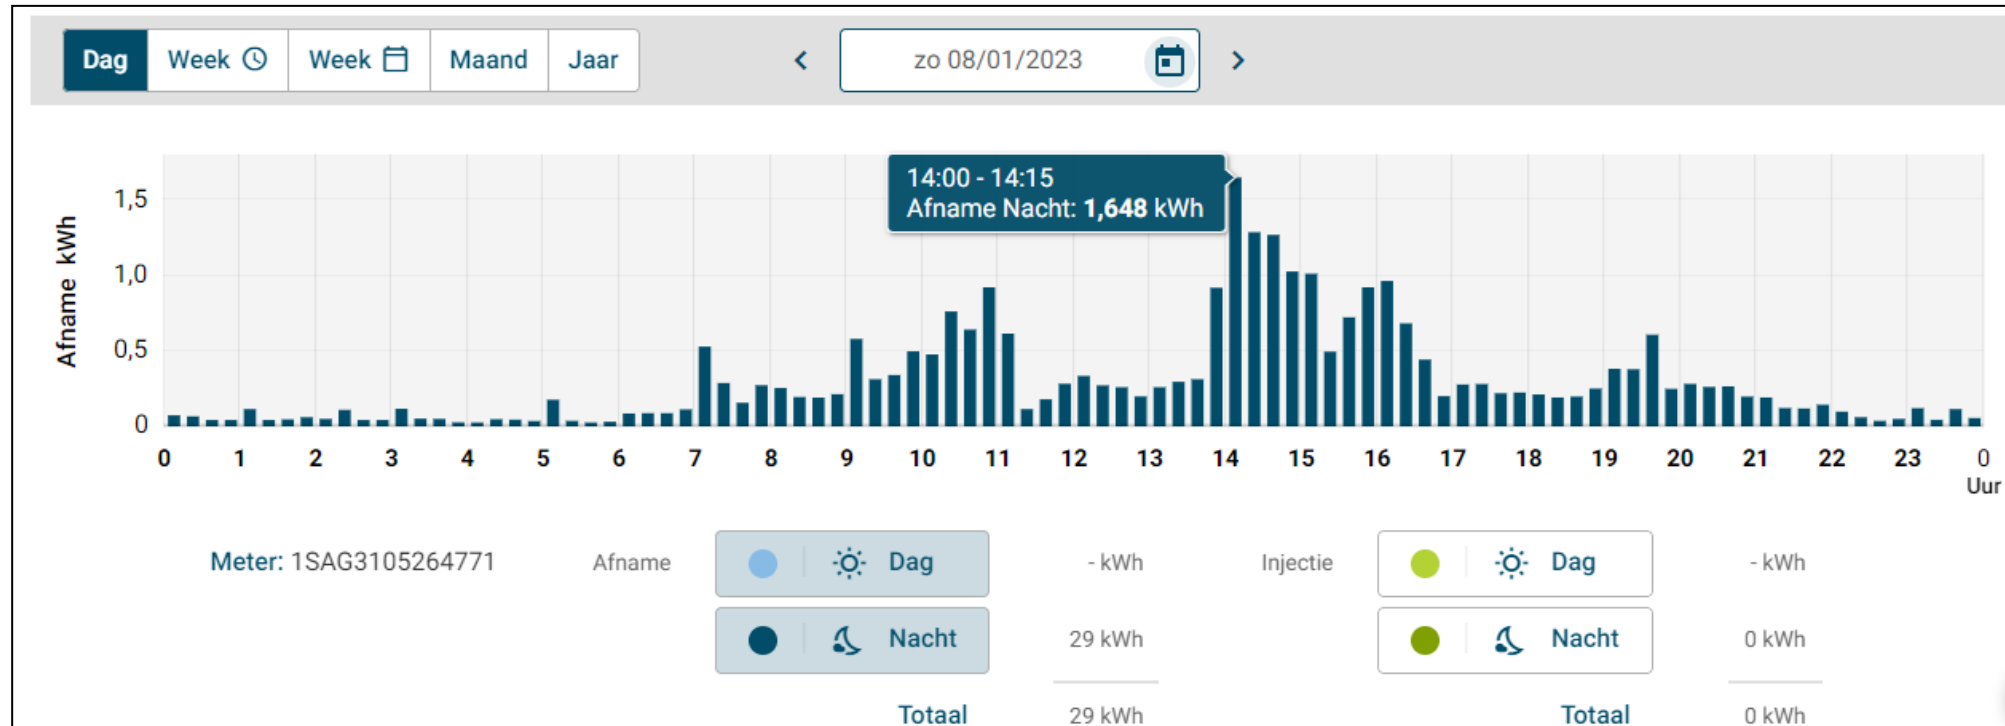 Dag Week Week Maand Jaar < zo 08/01/2023 >
14:00 - 14:15
Afname Nacht: 1,648 kWh
Afname kWh
1,5
1,0
0,5
0
0 1 2 3 4 5 6 7 8 9 10 11 12 13 14 15 16 17 18 19 20 21 22 23 0
Uur
Meter: 1SAG3105264771 Afname Dag - kWh Injectie Dag - kWh
Nacht 29 kWh Nacht 0 kWh
Totaal 29 kWh Totaal 0 kWh